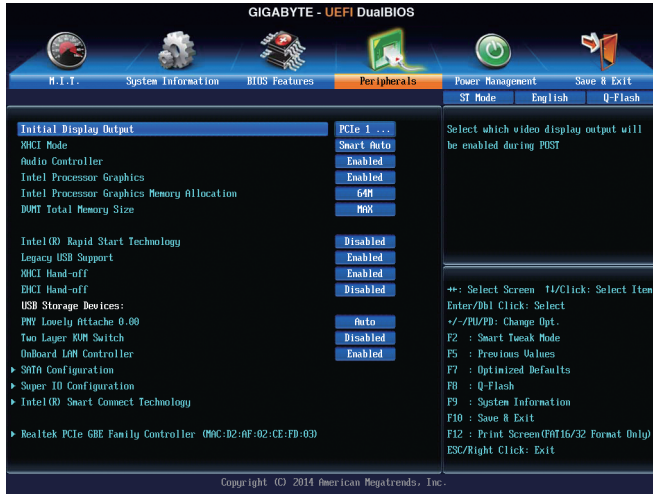 GIGABYTE - UEFI DualBIOS
M.I.T. System Information BIOS Features Peripherals Power Management Save & Exit
ST Mode English Q-Flash
Initial Display Output PCIe 1 ...
XHCI Mode Smart Auto
Audio Controller Enabled
Intel Processor Graphics Enabled
Intel Processor Graphics Memory Allocation 64M
DVMT Total Memory Size MAX
Intel(R) Rapid Start Technology Disabled
Legacy USB Support Enabled
XHCI Hand-off Enabled
EHCI Hand-off Disabled
USB Storage Devices:
PNY Lovely Attache 0.00 Auto
Two Layer KVM Switch Disabled
OnBoard LAN Controller Enabled
SATA Configuration
Super IO Configuration
Intel(R) Smart Connect Technology
Realtek PCIe GBE Family Controller (MAC:D2:AF:02:CE:FD:03)
Select which video display output will
be enabled during POST
→←: Select Screen ↑↓/Click: Select Item
Enter/Dbl Click: Select
+/-/PU/PD: Change Opt.
F2 : Smart Tweak Mode
F5 : Previous Values
F7 : Optimized Defaults
F8 : Q-Flash
F9 : System Information
F10 : Save & Exit
F12 : Print Screen(FAT16/32 Format Only)
ESC/Right Click: Exit
Copyright (C) 2014 American Megatrends, Inc.